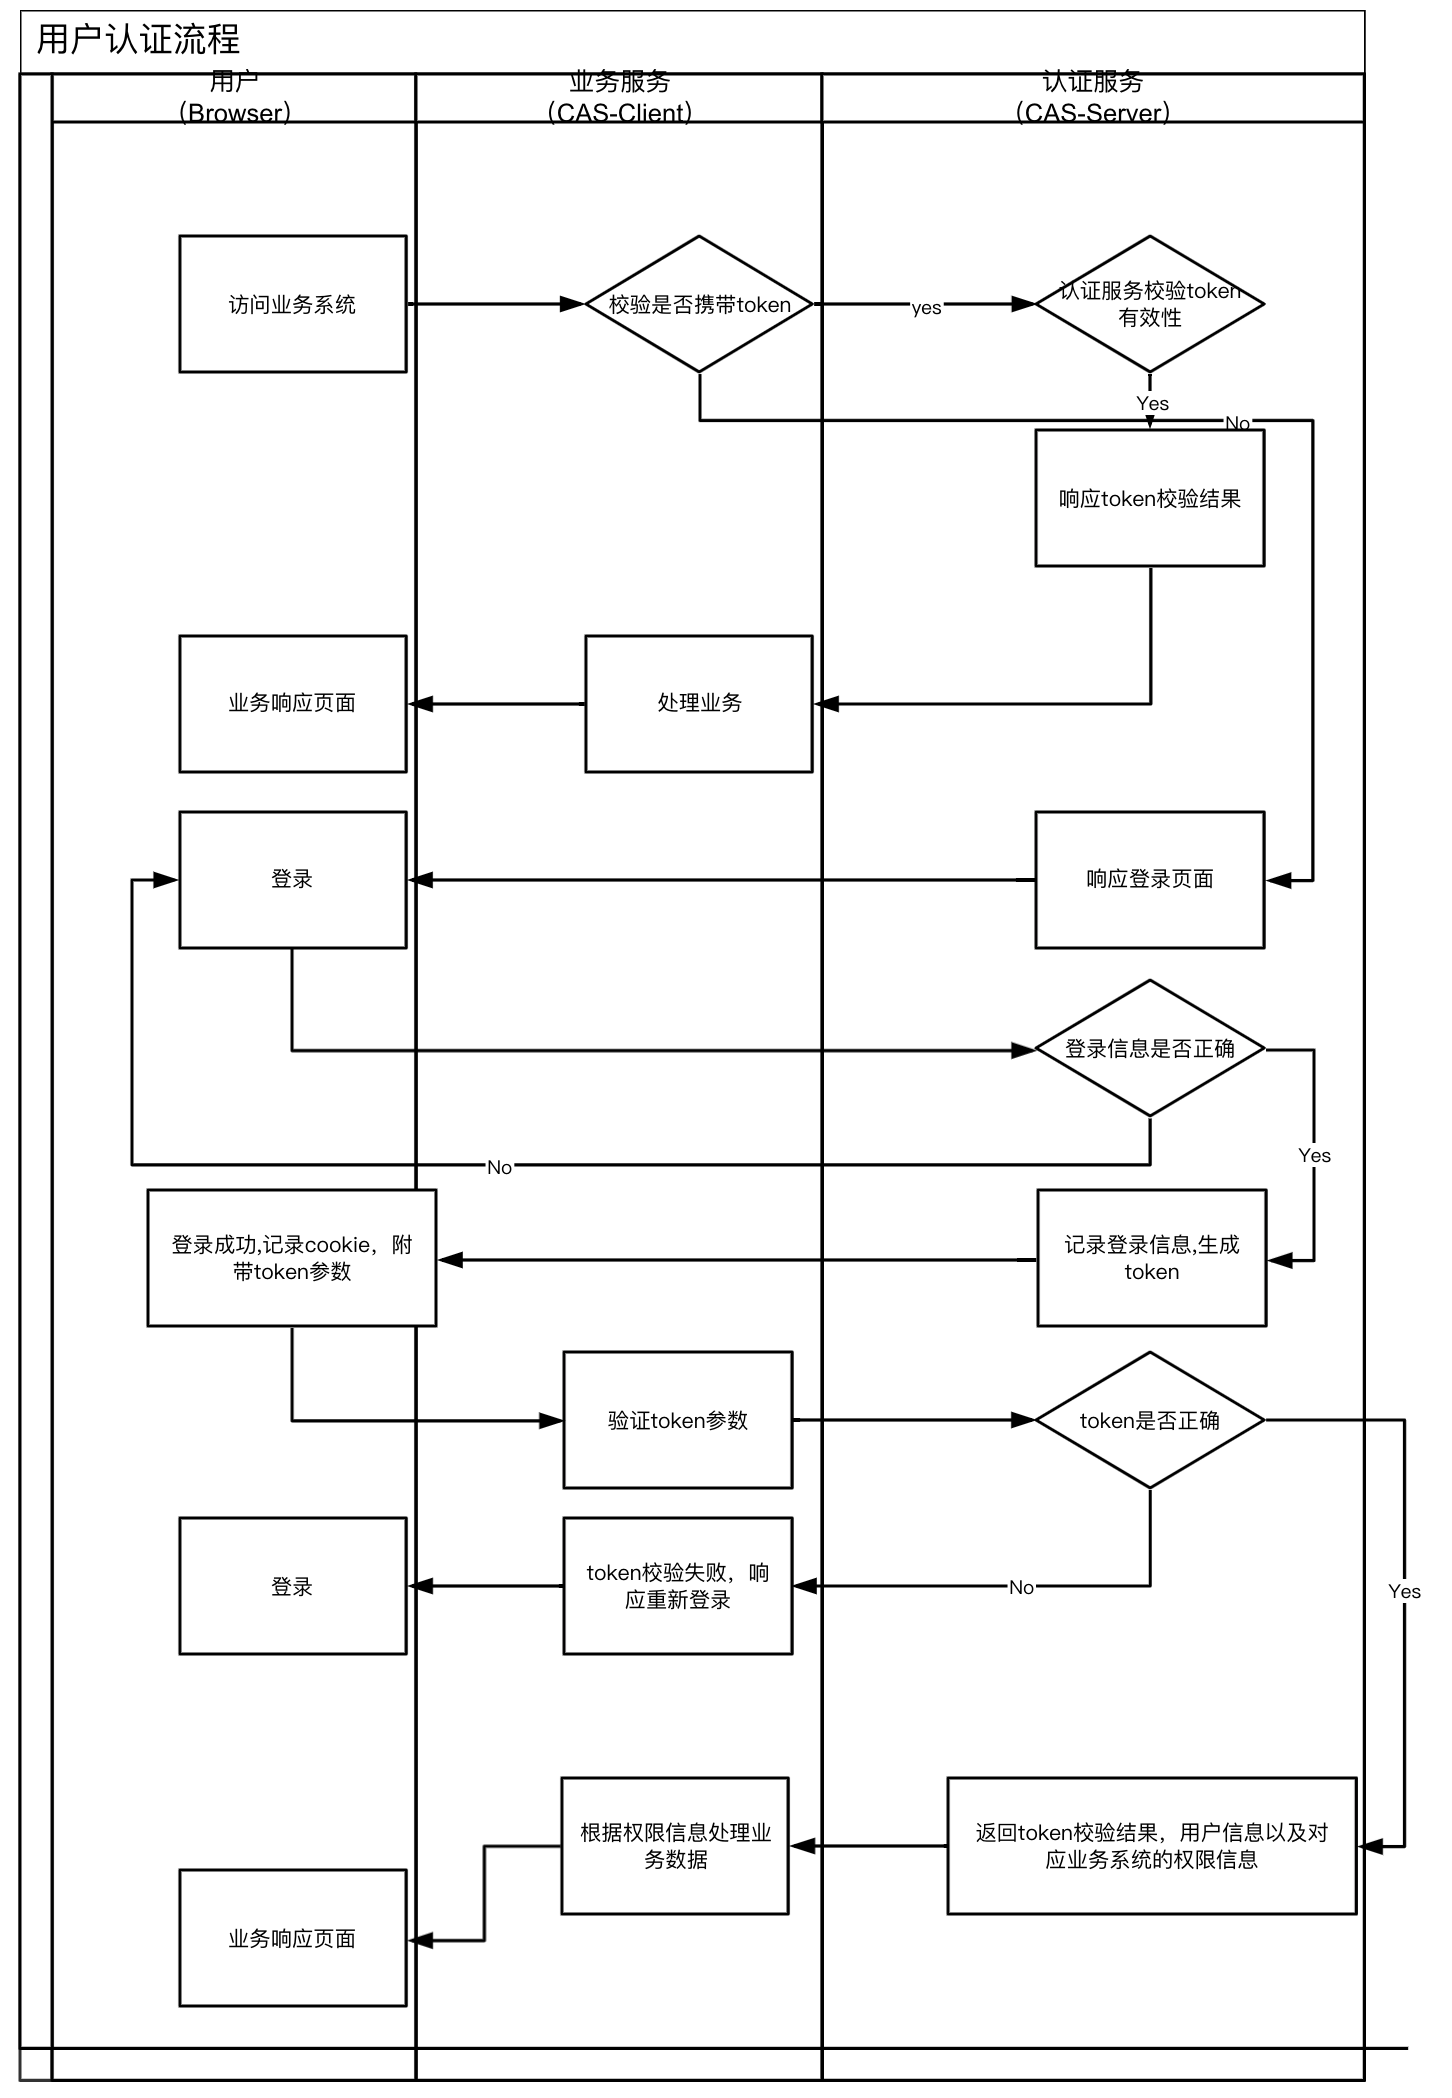 用户认证流程
用户
（Browser）
业务服务
（CAS-Client）
认证服务
（CAS-Server）
访问业务系统
校验是否携带token
yes
认证服务校验token
有效性
Yes
No
响应token校验结果
业务响应页面
处理业务
登录
响应登录页面
登录信息是否正确
Yes
No
登录成功,记录cookie，附
带token参数
记录登录信息,生成
token
验证token参数
token是否正确
登录
token校验失败，响
应重新登录
No
Yes
根据权限信息处理业
务数据
返回token校验结果，用户信息以及对
应业务系统的权限信息
业务响应页面